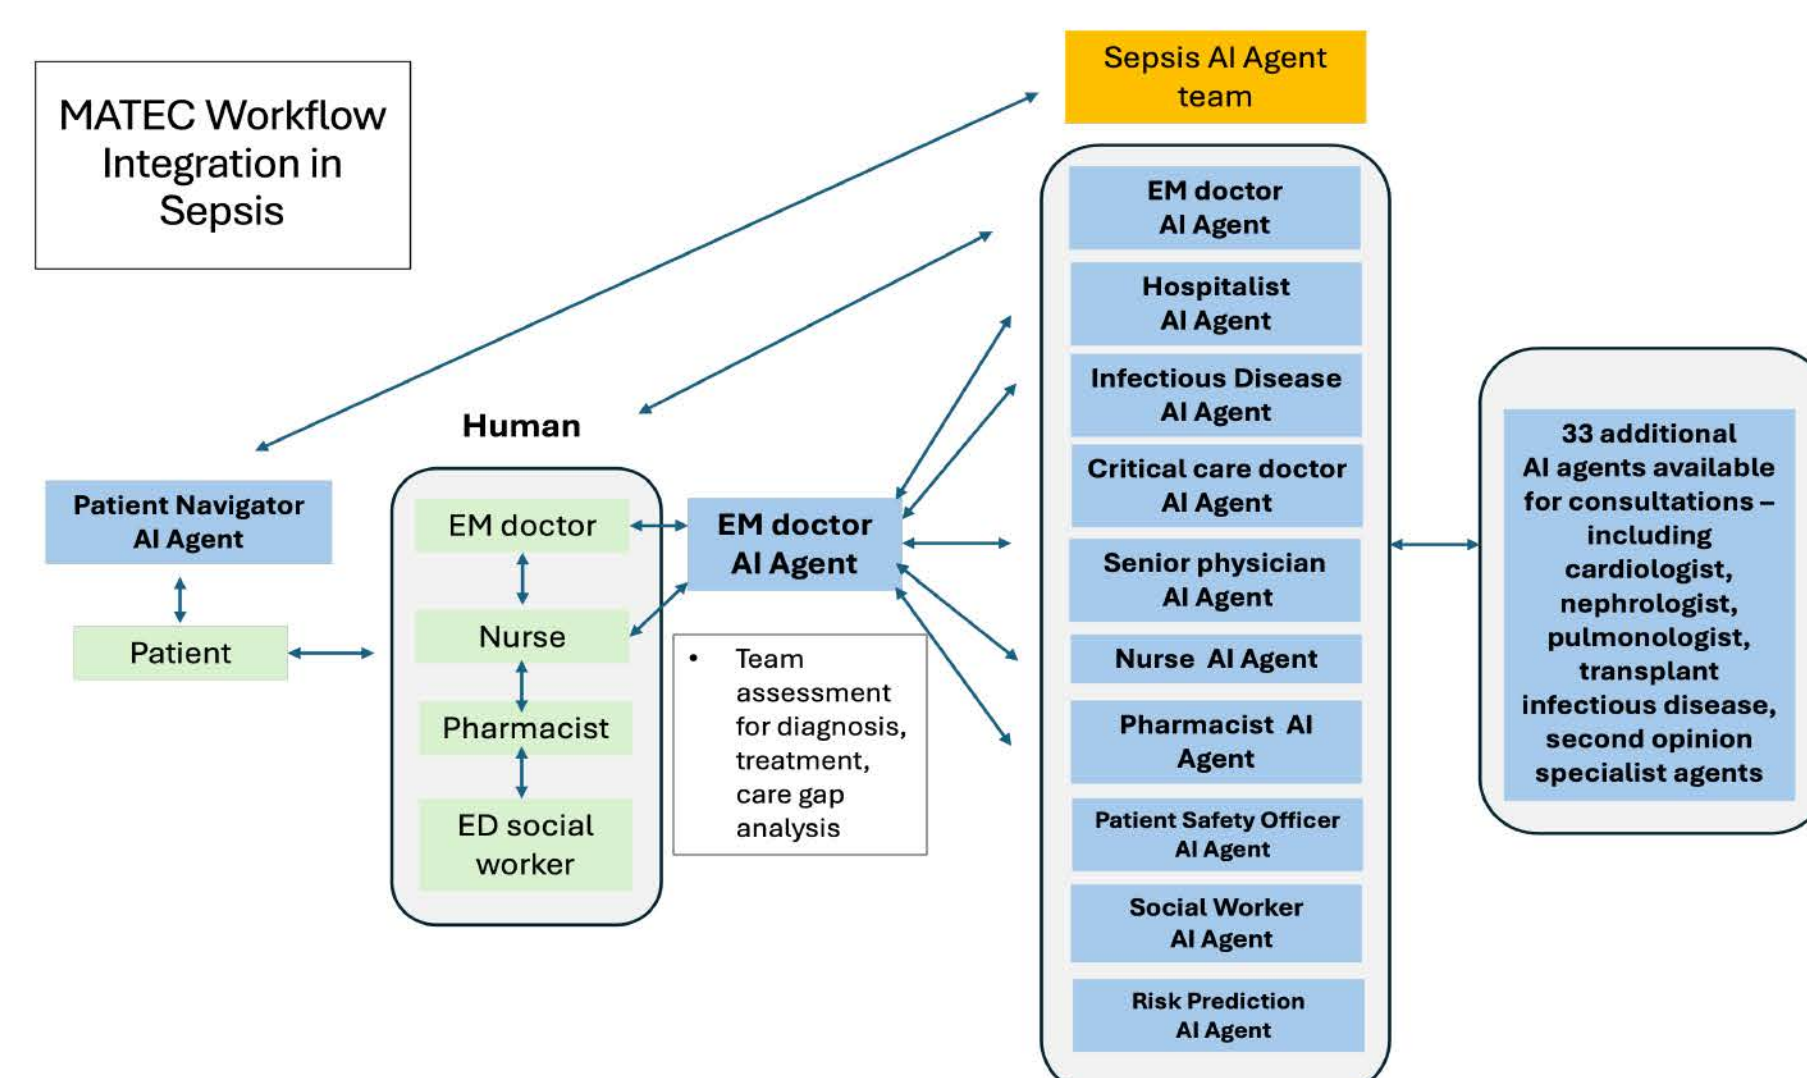 MATEC Workflow
Integration in
Sepsis
Sepsis AI Agent
team
Patient Navigator
AI Agent
Patient
Human
EM doctor
Nurse
Pharmacist
ED social
worker
EM doctor
AI Agent
• Team
assessment
for diagnosis,
treatment,
care gap
analysis
EM doctor
AI Agent
Hospitalist
AI Agent
Infectious Disease
AI Agent
Critical care doctor
AI Agent
Senior physician
AI Agent
Nurse AI Agent
Pharmacist AI
Agent
Patient Safety Officer
AI Agent
Social Worker
AI Agent
Risk Prediction
AI Agent
33 additional
AI agents available
for consultations –
including
cardiologist,
nephrologist,
pulmonologist,
transplant
infectious disease,
second opinion
specialist agents